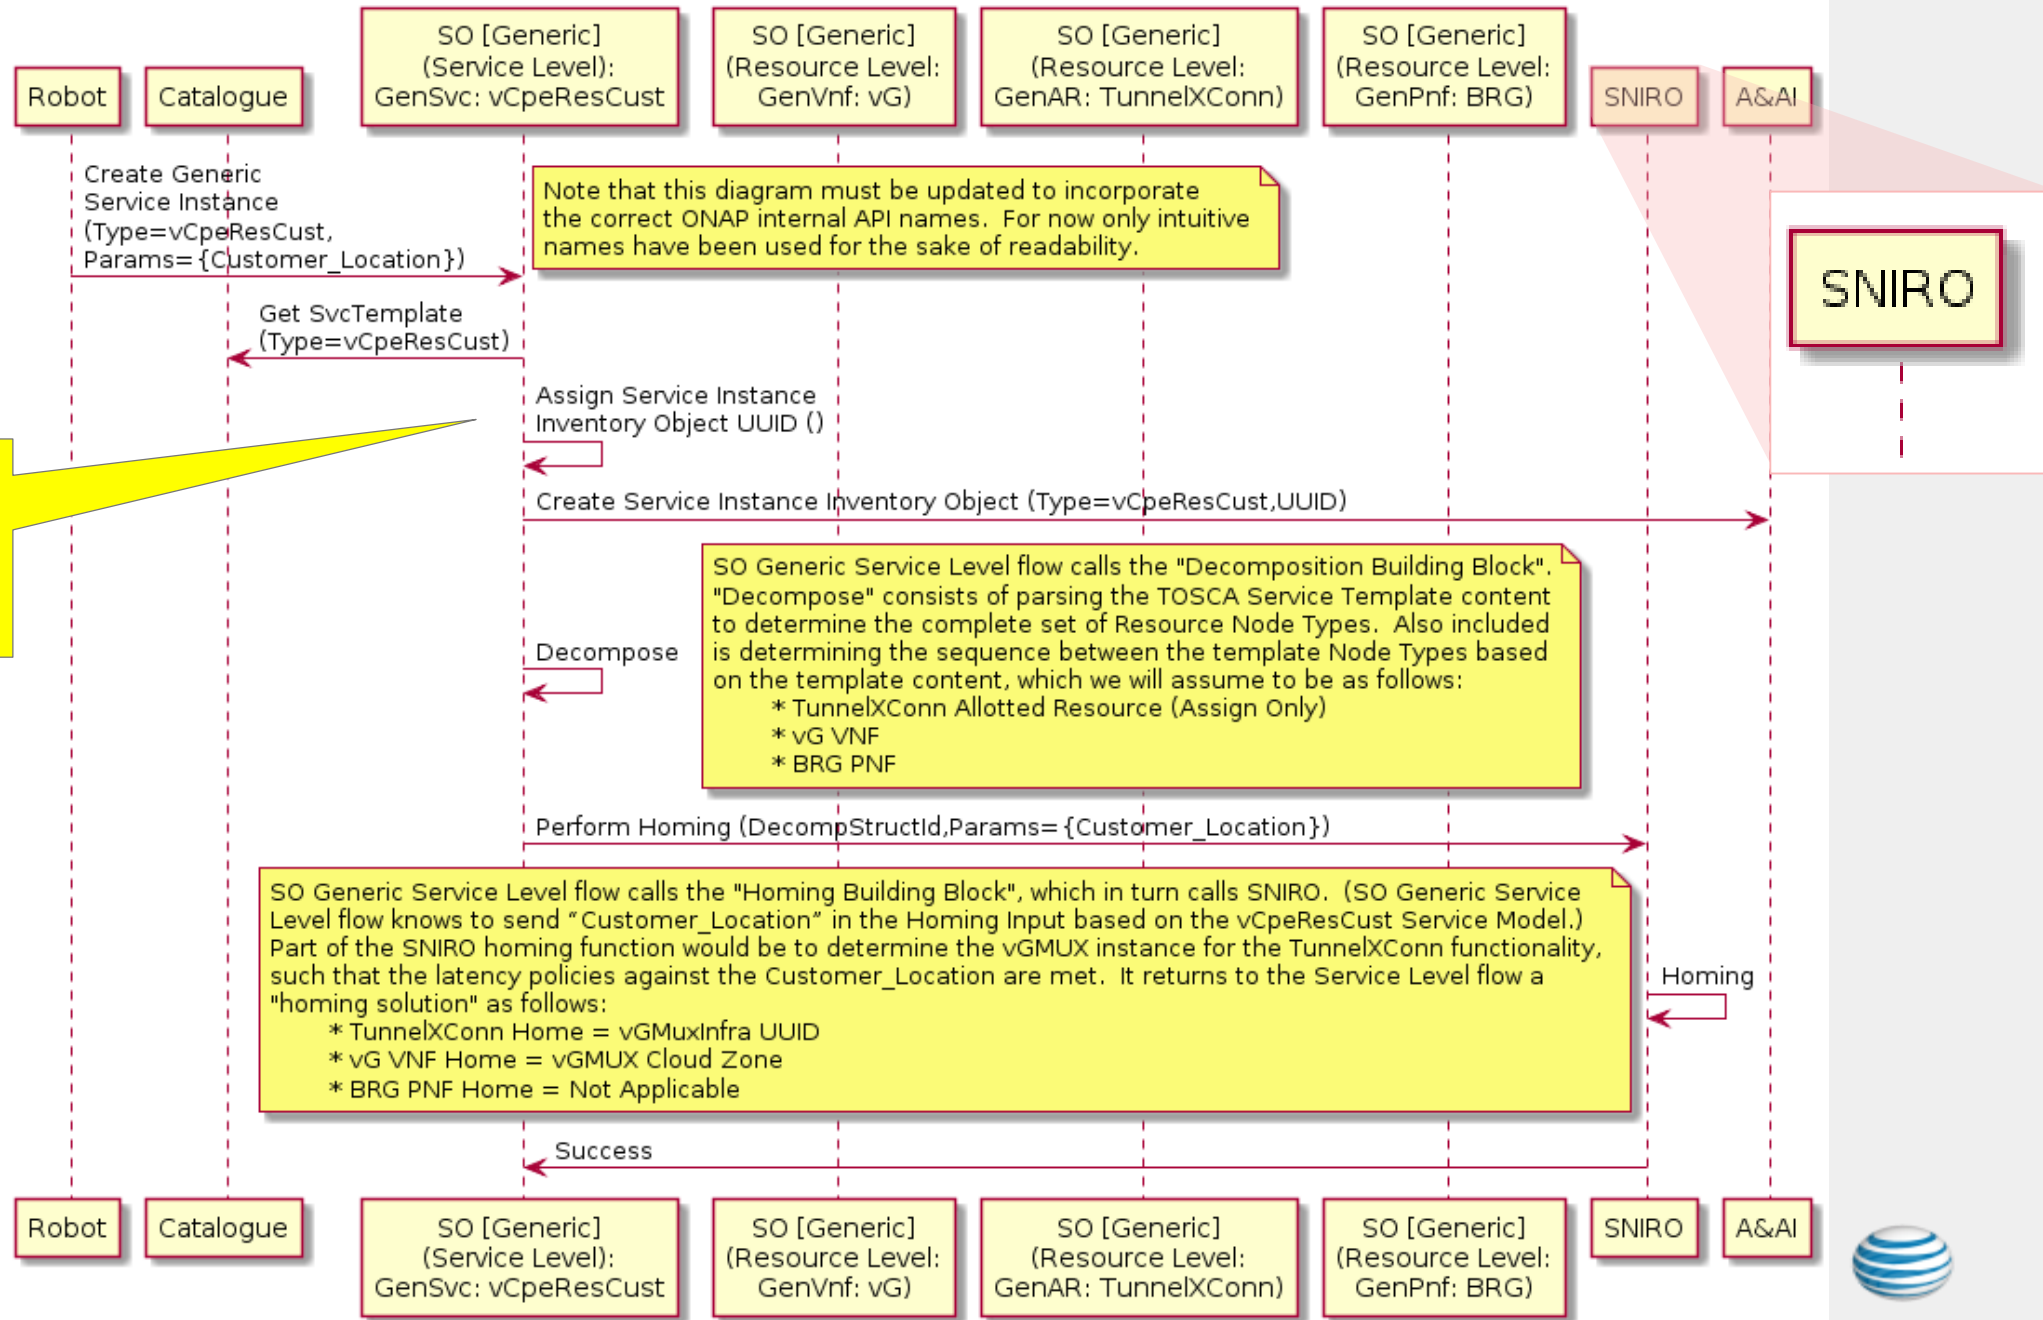 SO [Generic]
(Service Level):
GenSvc: vCpeResCust
SO [Generic]
(Resource Level:
GenVnf: vG)
SO [Generic]
(Resource Level:
GenAR: TunnelXConn)
SO [Generic]
(Resource Level:
GenPnf: BRG)
Robot
Catalogue
SNIRO
A&AI
Create Generic
Service Instance
(Type=vCpeResCust,
Params={Customer_Location})
Note that this diagram must be updated to incorporate
the correct ONAP internal API names.  For now only intuitive
names have been used for the sake of readability.
SNIRO
Get SvcTemplate
(Type=vCpeResCust)
Assign Service Instance
Inventory Object UUID ()
Create Service Instance Inventory Object (Type=vCpeResCust,UUID)
SO Generic Service Level flow calls the "Decomposition Building Block".
"Decompose" consists of parsing the TOSCA Service Template content
to determine the complete set of Resource Node Types.  Also included
is determining the sequence between the template Node Types based
on the template content, which we will assume to be as follows:
* TunnelXConn Allotted Resource (Assign Only)
* vG VNF
* BRG PNF
Decompose
Perform Homing (DecompStructId,Params={Customer_Location})
SO Generic Service Level flow calls the "Homing Building Block", which in turn calls SNIRO.  (SO Generic Service
Level flow knows to send “Customer_Location” in the Homing Input based on the vCpeResCust Service Model.)
Part of the SNIRO homing function would be to determine the vGMUX instance for the TunnelXConn functionality,
such that the latency policies against the Customer_Location are met.  It returns to the Service Level flow a
"homing solution" as follows:
* TunnelXConn Home = vGMuxInfra UUID
* vG VNF Home = vGMUX Cloud Zone
* BRG PNF Home = Not Applicable
Homing
Success
Robot
Catalogue
SO [Generic]
(Service Level):
GenSvc: vCpeResCust
SO [Generic]
(Resource Level:
GenVnf: vG)
SO [Generic]
(Resource Level:
GenAR: TunnelXConn)
SO [Generic]
(Resource Level:
GenPnf: BRG)
SNIRO
A&AI